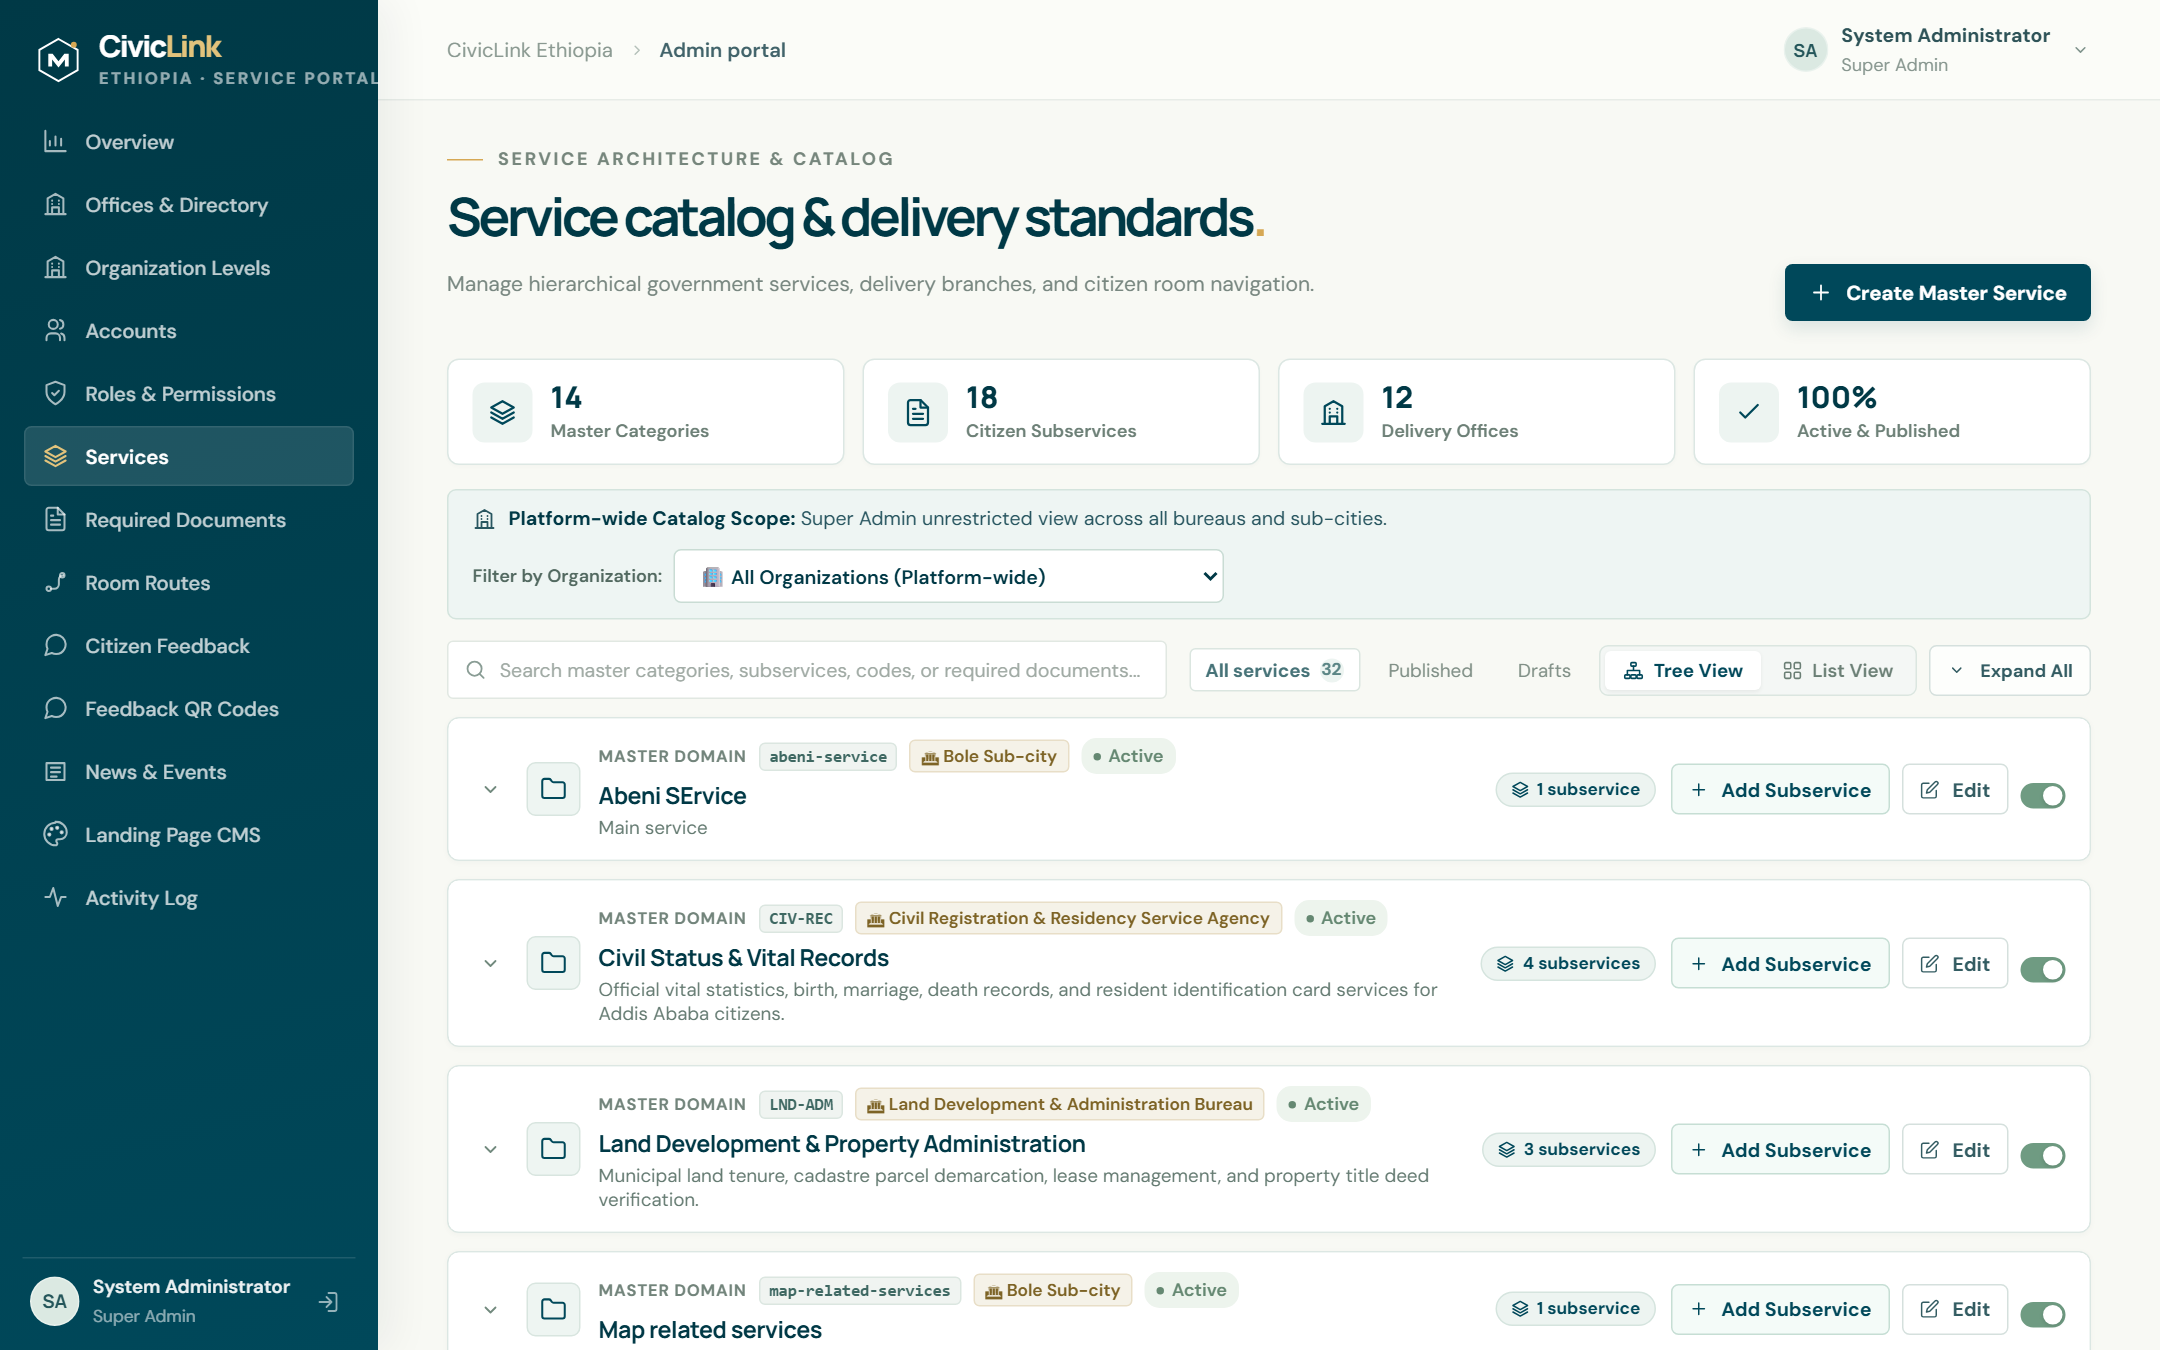 CivicLink
ETHIOPIA · SERVICE PORTAL
Overview
Offices & Directory
Organization Levels
Accounts
Roles & Permissions
Services
Required Documents
Room Routes
Citizen Feedback
Feedback QR Codes
News & Events
Landing Page CMS
Activity Log
SA System Administrator
Super Admin
CivicLink Ethiopia > Admin portal
SA System Administrator
Super Admin
SERVICE ARCHITECTURE & CATALOG
Service catalog & delivery standards.
Manage hierarchical government services, delivery branches, and citizen room navigation.
+ Create Master Service
14
Master Categories
18
Citizen Subservices
12
Delivery Offices
100%
Active & Published
Platform-wide Catalog Scope: Super Admin unrestricted view across all bureaus and sub-cities.
Filter by Organization: All Organizations (Platform-wide)
Search master categories, subservices, codes, or required documents...
All services 32 Published Drafts Tree View List View Expand All
MASTER DOMAIN abeni-service Bole Sub-city • Active
Abeni SErvice
Main service
1 subservice + Add Subservice Edit
MASTER DOMAIN CIV-REC Civil Registration & Residency Service Agency • Active
Civil Status & Vital Records
Official vital statistics, birth, marriage, death records, and resident identification card services for
Addis Ababa citizens.
4 subservices + Add Subservice Edit
MASTER DOMAIN LND-ADM Land Development & Administration Bureau • Active
Land Development & Property Administration
Municipal land tenure, cadastre parcel demarcation, lease management, and property title deed
verification.
3 subservices + Add Subservice Edit
MASTER DOMAIN map-related-services Bole Sub-city • Active
Map related services
1 subservice + Add Subservice Edit